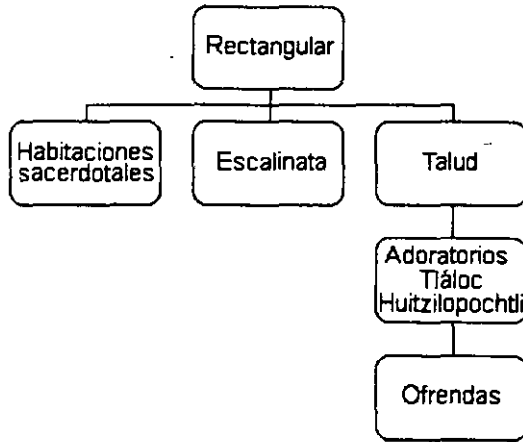 Rectangular
Habitaciones
sacerdotales
Escalinata
Talud
Adoratorios
Tláloc
Huitzilopochtli
Ofrendas